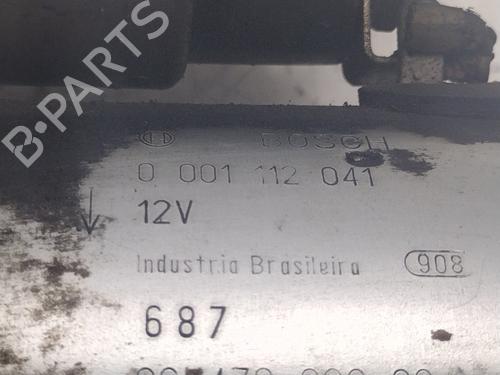 B·PARTS
BOSCH
0 001 112 041
12V
Industria Brasileira
908
687